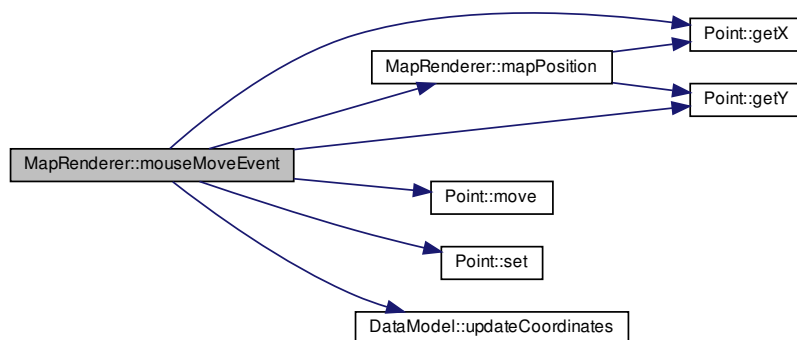 Point::getX
MapRenderer::mapPosition
Point::getY
MapRenderer::mouseMoveEvent
Point::move
Point::set
DataModel::updateCoordinates